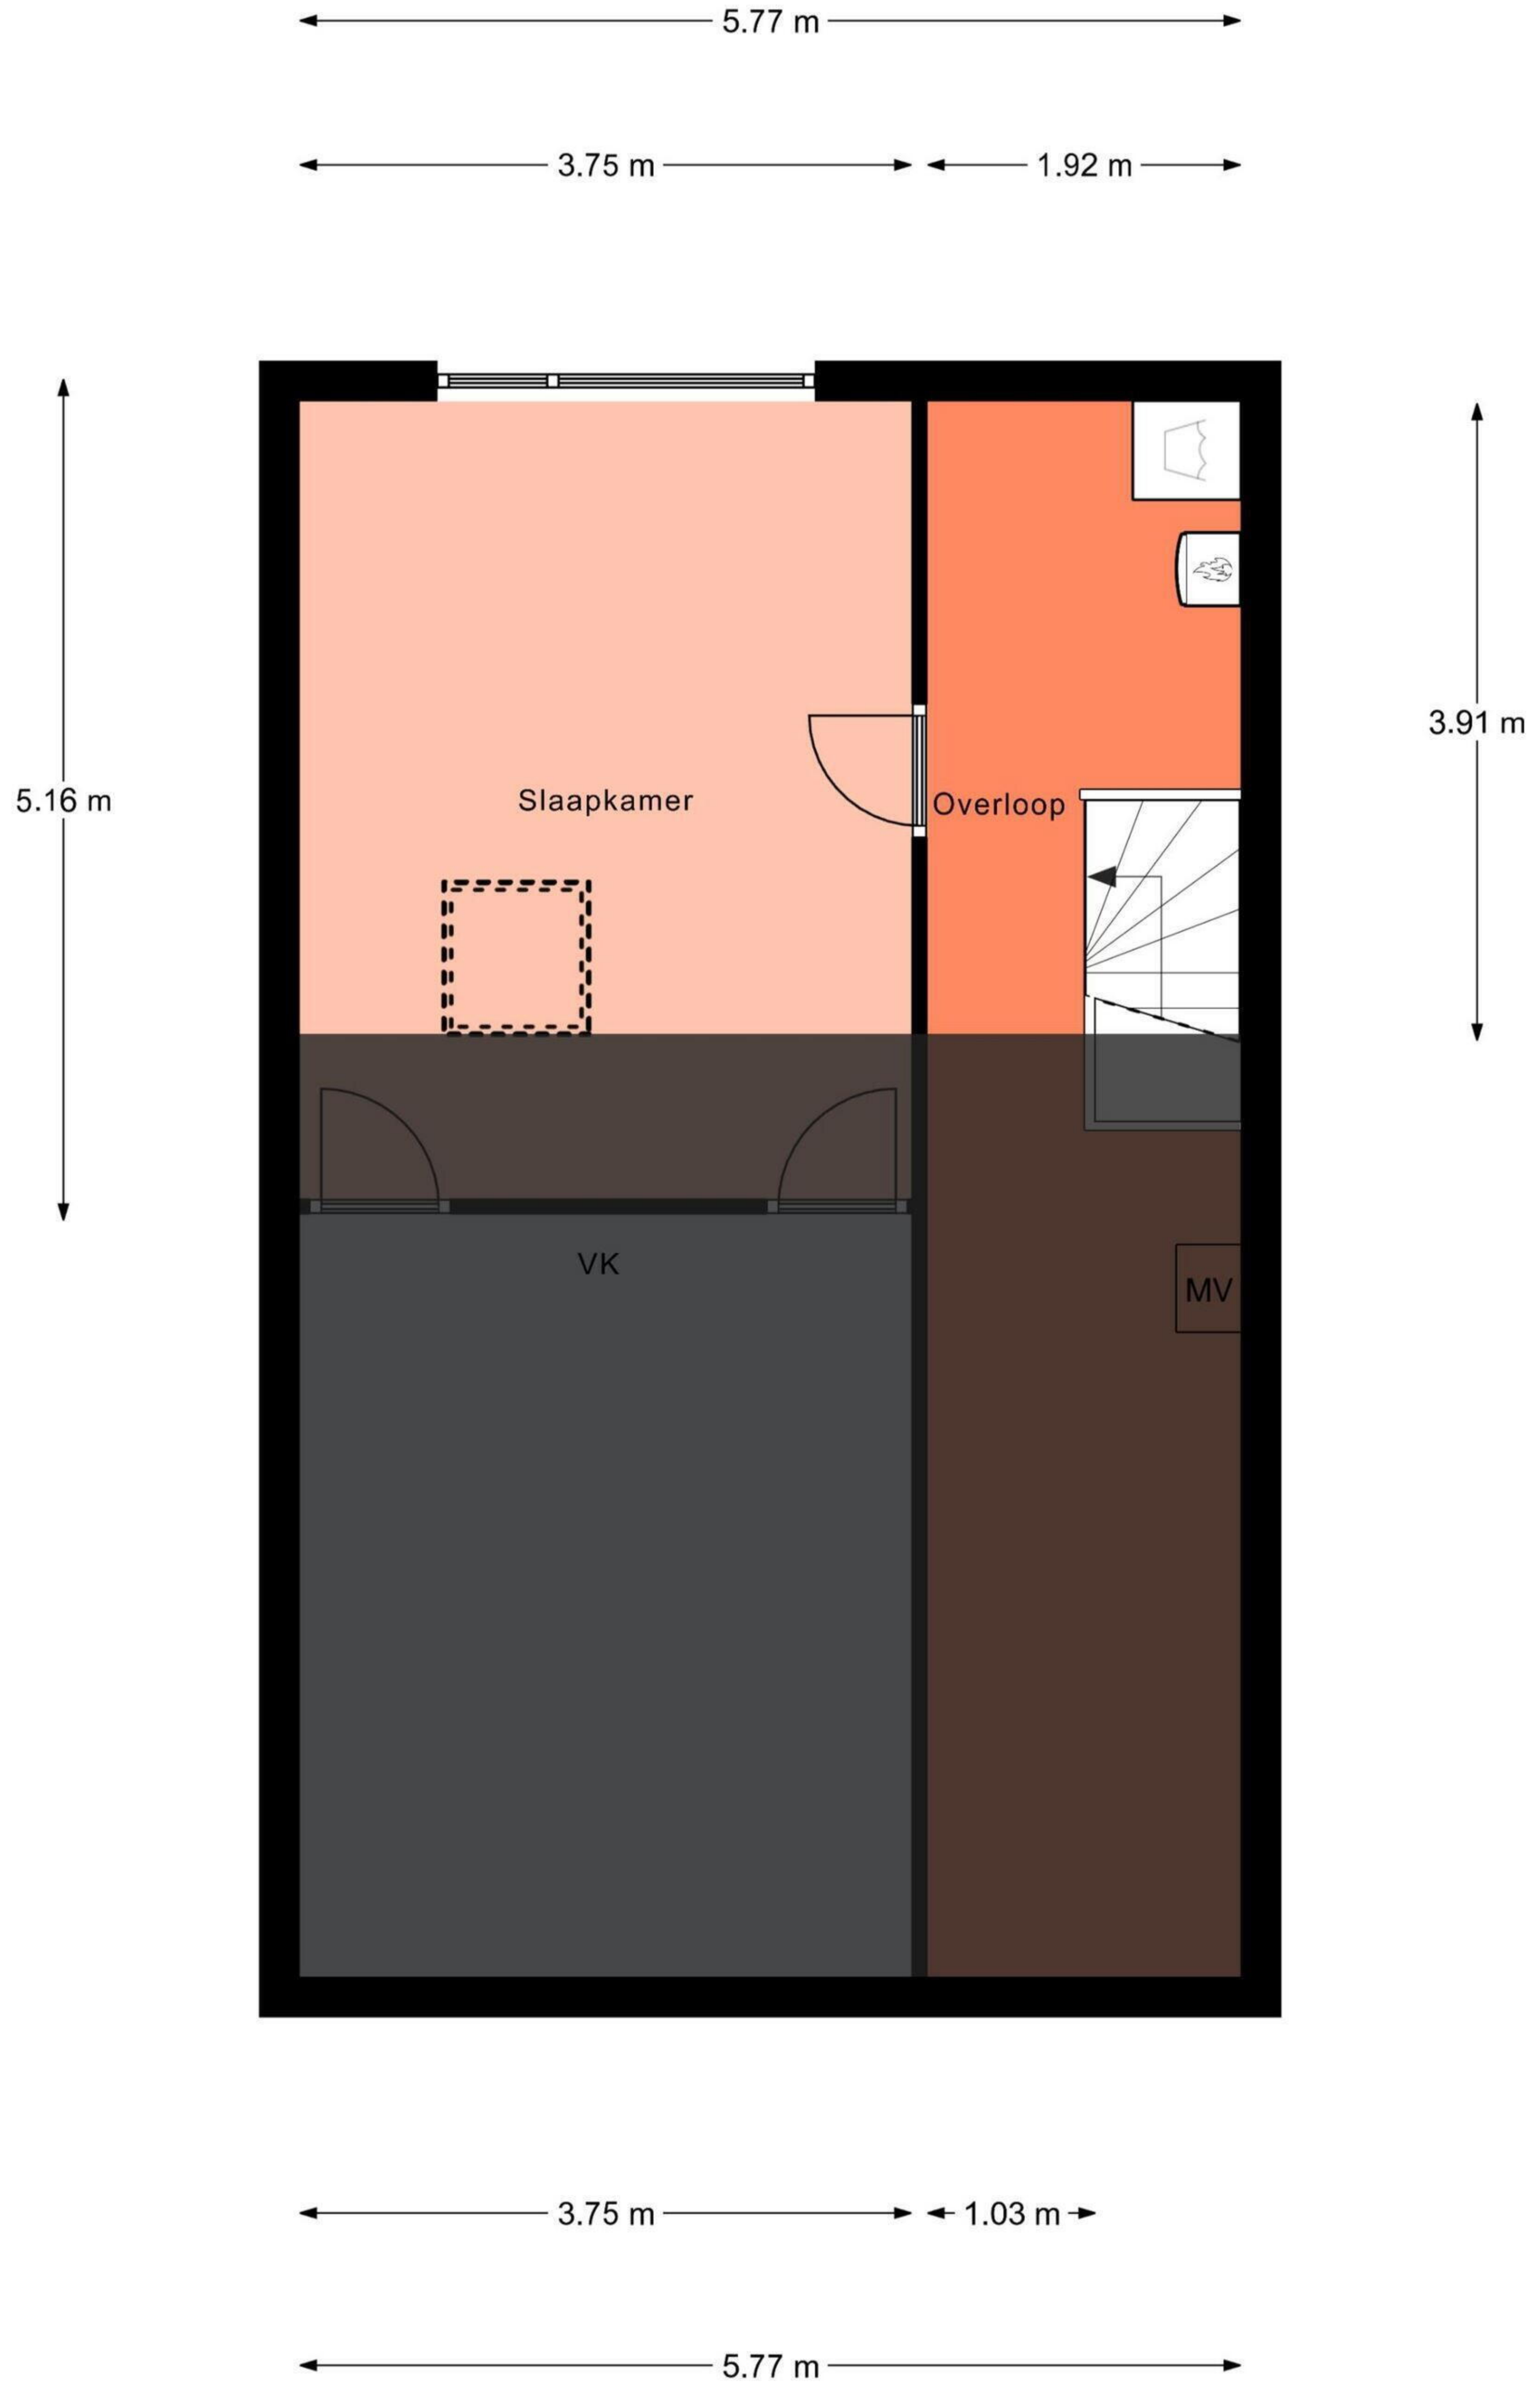 5.77 m
3.75 m
1.92 m
3.91 m
5.16 m
Slaapkamer
Overloop
VK
MV
3.75 m
1.03 m
5.77 m